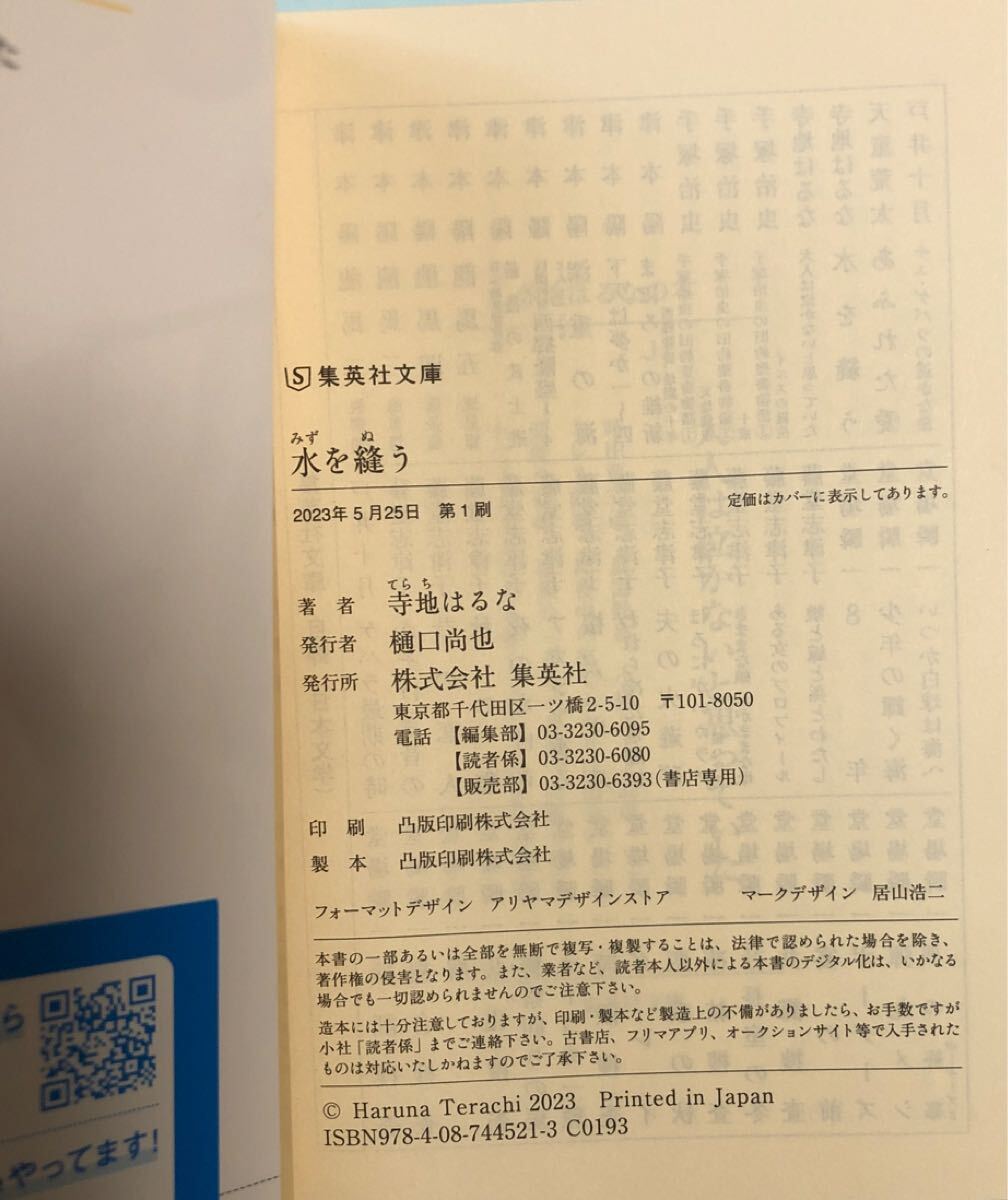 集英社文庫
みず ぬ
水を縫う
2023年5月25日 第1刷
定価はカバーに表示してあります。
てら ち
著 者 寺地はるな
発行者 樋口尚也
発行所 株式会社 集英社
東京都千代田区一ツ橋2-5-10 〒101-8050
電話 【編集部】03-3230-6095
【読者係】03-3230-6080
【販売部】03-3230-6393(書店専用)
印 刷 凸版印刷株式会社
製 本 凸版印刷株式会社
フォーマットデザイン アリヤマデザインストア マークデザイン 居山浩二
本書の一部あるいは全部を無断で複写・複製することは、法律で認められた場合を除き、
著作権の侵害となります。また、業者など、読者本人以外による本書のデジタル化は、いかなる
場合でも一切認められませんのでご注意下さい。
造本には十分注意しておりますが、印刷・製本など製造上の不備がありましたら、お手数ですが
小社「読者係」までご連絡下さい。古書店、フリマアプリ、オークションサイト等で入手された
ものは対応いたしかねますのでご了承下さい。
© Haruna Terachi 2023 Printed in Japan
ISBN978-4-08-744521-3 C0193
ら
やってます!